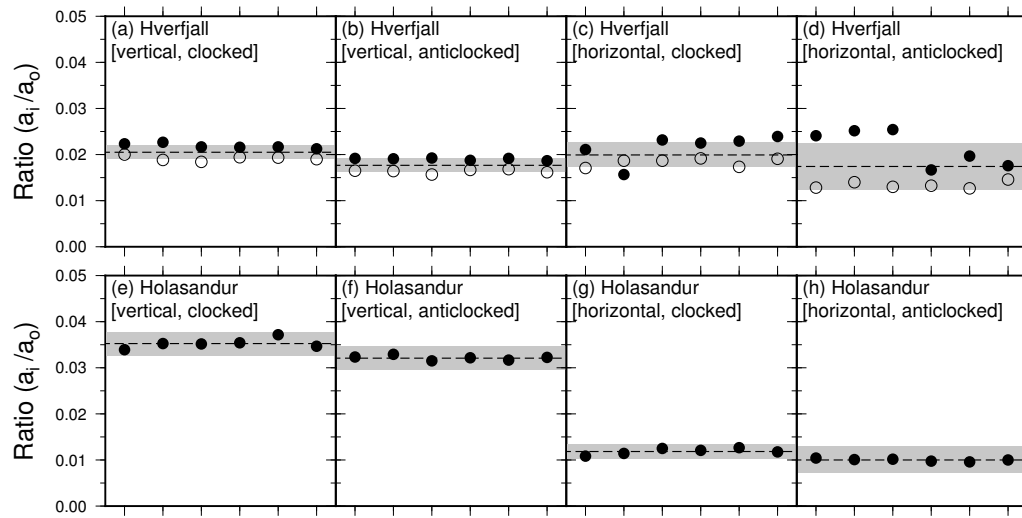 Ratio (ai/ao)
0.05
0.04
0.03
0.02
0.01
0.00
(a) Hverfjall
[vertical, clocked]
(b) Hverfjall
[vertical, anticlocked]
(c) Hverfjall
[horizontal, clocked]
(d) Hverfjall
[horizontal, anticlocked]
Ratio (ai/ao)
0.05
0.04
0.03
0.02
0.01
0.00
(e) Holasandur
[vertical, clocked]
(f) Holasandur
[vertical, anticlocked]
(g) Holasandur
[horizontal, clocked]
(h) Holasandur
[horizontal, anticlocked]